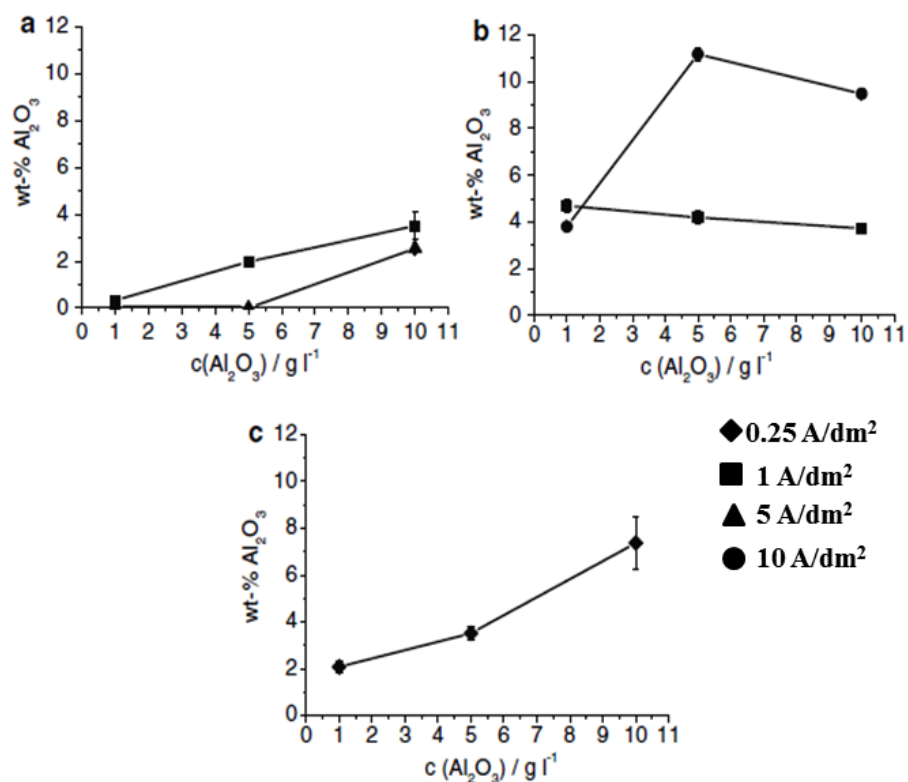 a
12
10
8
6
4
2
0
wt-% Al₂O₃
0 1 2 3 4 5 6 7 8 9 10 11
c(Al₂O₃) / g l⁻¹
b
12
10
8
6
4
2
0
wt-% Al₂O₃
0 1 2 3 4 5 6 7 8 9 10 11
c (Al₂O₃) / g l⁻¹
c
12
10
8
6
4
2
0
wt-% Al₂O₃
0 1 2 3 4 5 6 7 8 9 10 11
c (Al₂O₃) / g l⁻¹
0.25 A/dm²
1 A/dm²
5 A/dm²
10 A/dm²